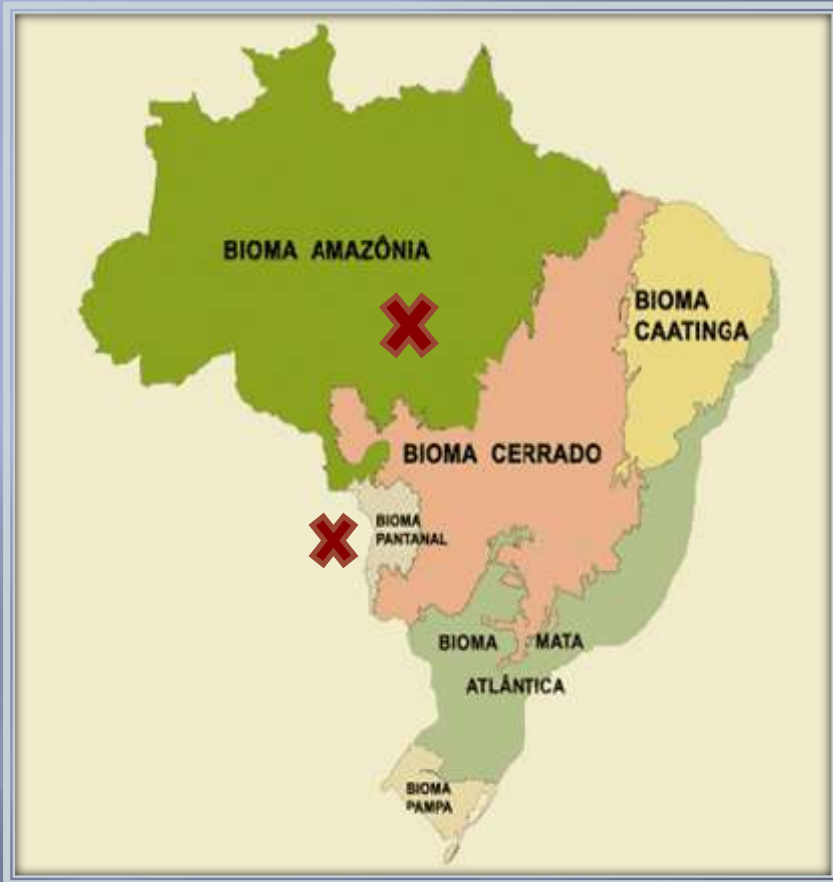 BIOMA AMAZÔNIA
BIOMA
CAATINGA
BIOMA CERRADO
BIOMA
PANTANAL
BIOMA MATA
ATLÂNTICA
BIOMA
PAMPA